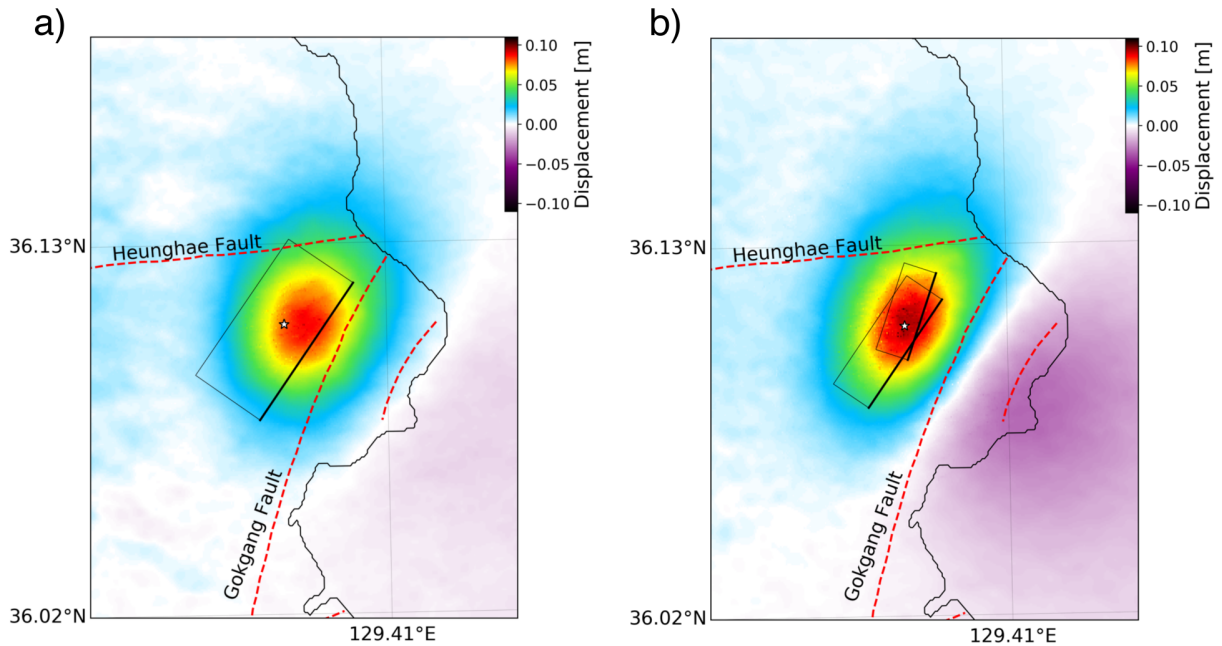 a)
0.10
0.05
0.00
−0.05
−0.10
Displacement [m]
36.13°N
Heunghae Fault
Gokgang Fault
36.02°N
129.41°E
b)
0.10
0.05
0.00
−0.05
−0.10
Displacement [m]
36.13°N
Heunghae Fault
Gokgang Fault
36.02°N
129.41°E